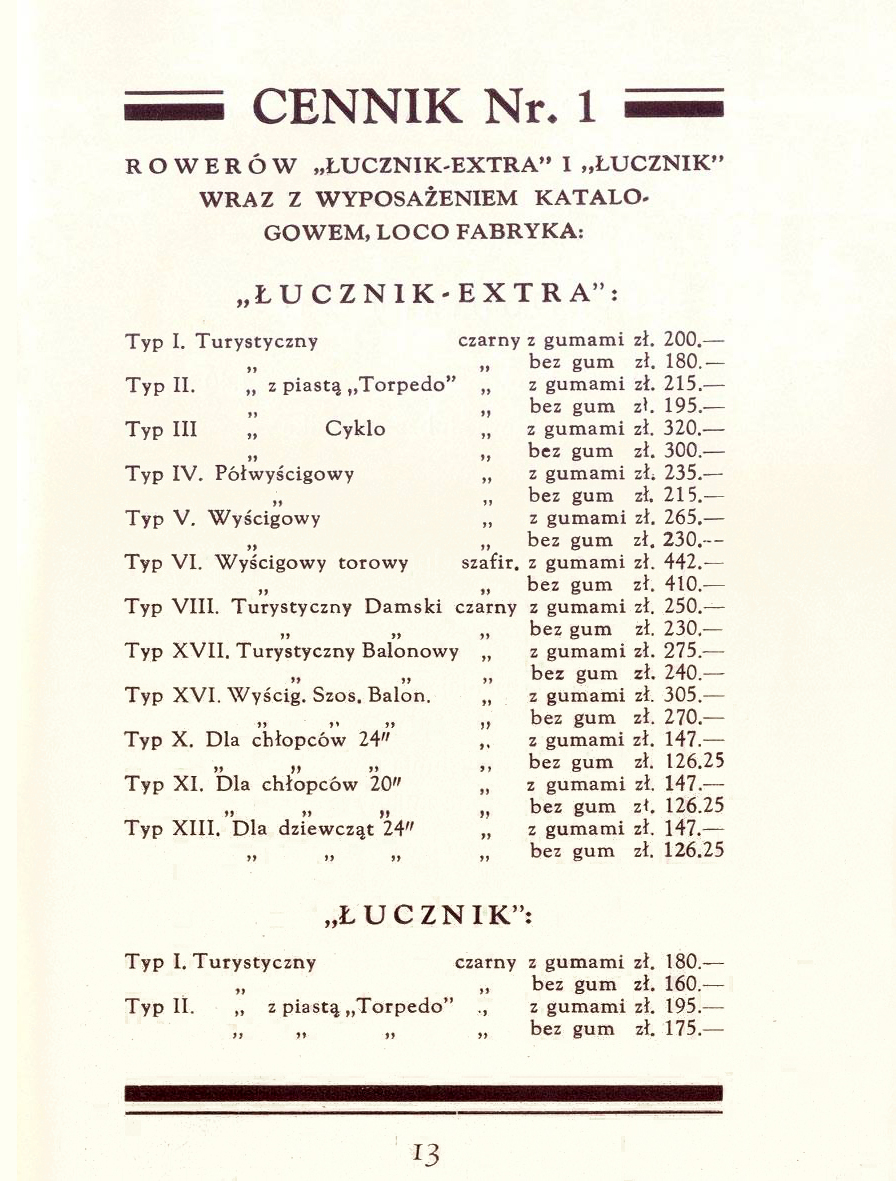 CENNIK Nr. 1
ROWERÓW „ŁUCZNIK-EXTRA” I „ŁUCZNIK”
WRAZ Z WYPOSAŻENIEM KATALO-
GOWEM, LOCO FABRYKA:
„ŁUCZNIK-EXTRA”:
Typ I. Turystyczny czarny z gumami zł. 200.—
„ „ bez gum zł. 180.—
Typ II. „ z piastą „Torpedo” „ z gumami zł. 215.—
„ „ bez gum zł. 195.—
Typ III „ Cyklo „ z gumami zł. 320.—
„ „ bez gum zł. 300.—
Typ IV. Półwyścigowy „ z gumami zł. 235.—
„ „ bez gum zł. 215.—
Typ V. Wyścigowy „ z gumami zł. 265.—
„ „ bez gum zł. 230.--
Typ VI. Wyścigowy torowy szafir. z gumami zł. 442.—
„ „ bez gum zł. 410.—
Typ VIII. Turystyczny Damski czarny z gumami zł. 250.—
„ „ „ bez gum zł. 230.—
Typ XVII. Turystyczny Balonowy „ z gumami zł. 275.—
„ „ „ bez gum zł. 240.—
Typ XVI. Wyścig. Szos. Balon. „ z gumami zł. 305.—
„ „ „ „ bez gum zł. 270.—
Typ X. Dla chłopców 24" „ z gumami zł. 147.—
„ „ „ „ bez gum zł. 126.25
Typ XI. Dla chłopców 20" „ z gumami zł. 147.—
„ „ „ „ bez gum zł. 126.25
Typ XIII. Dla dziewcząt 24" „ z gumami zł. 147.—
„ „ „ „ bez gum zł. 126.25
„ŁUCZNIK”:
Typ I. Turystyczny czarny z gumami zł. 180.—
„ „ bez gum zł. 160.—
Typ II. „ z piastą „Torpedo” „ z gumami zł. 195.—
„ „ „ „ bez gum zł. 175.—
13